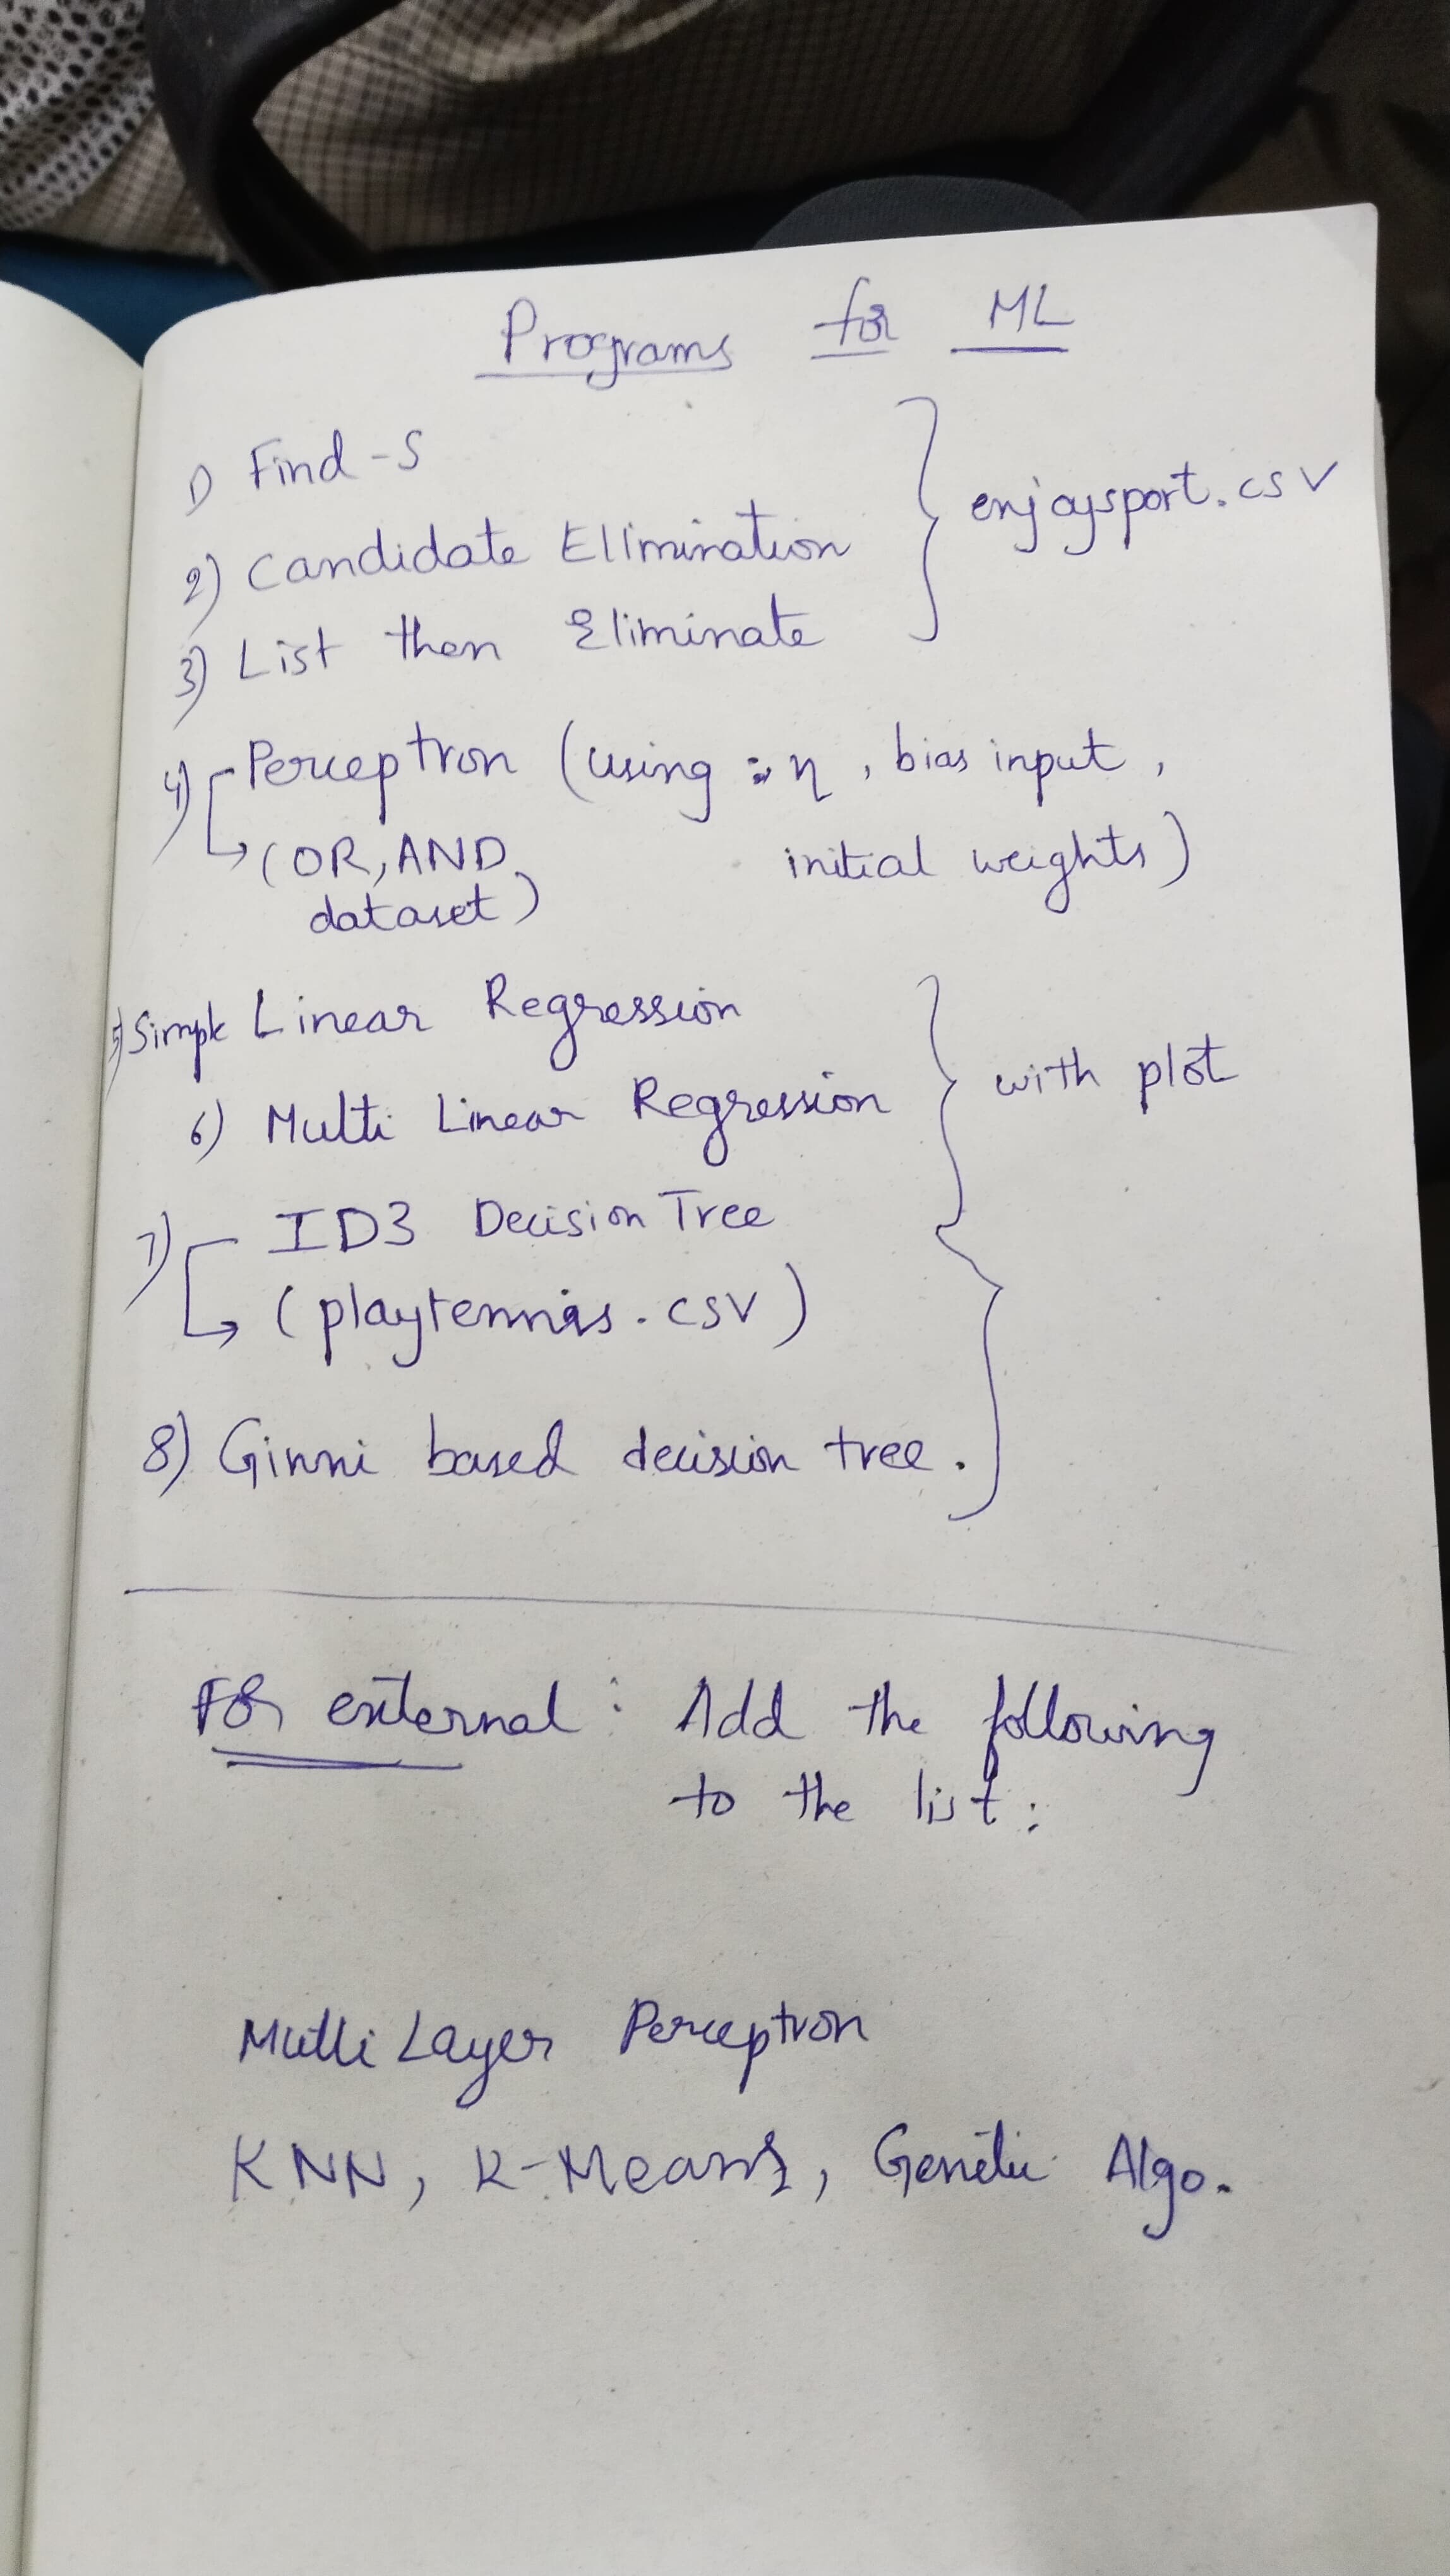 Programs for ML
1) Find-S
2) Candidate Elimination
3) List then Eliminate
enjoysport.csv
4) Perceptron (using : η, bias input,
initial weights)
(OR, AND
dataset)
5) Simple Linear Regression
6) Multi Linear Regression
with plot
7) ID3 Decision Tree
(playtennis.csv)
8) Ginni based decision tree.
FOR external: Add the following
to the list:
Multi Layer Perceptron
KNN, K-Means, Genetic Algo.